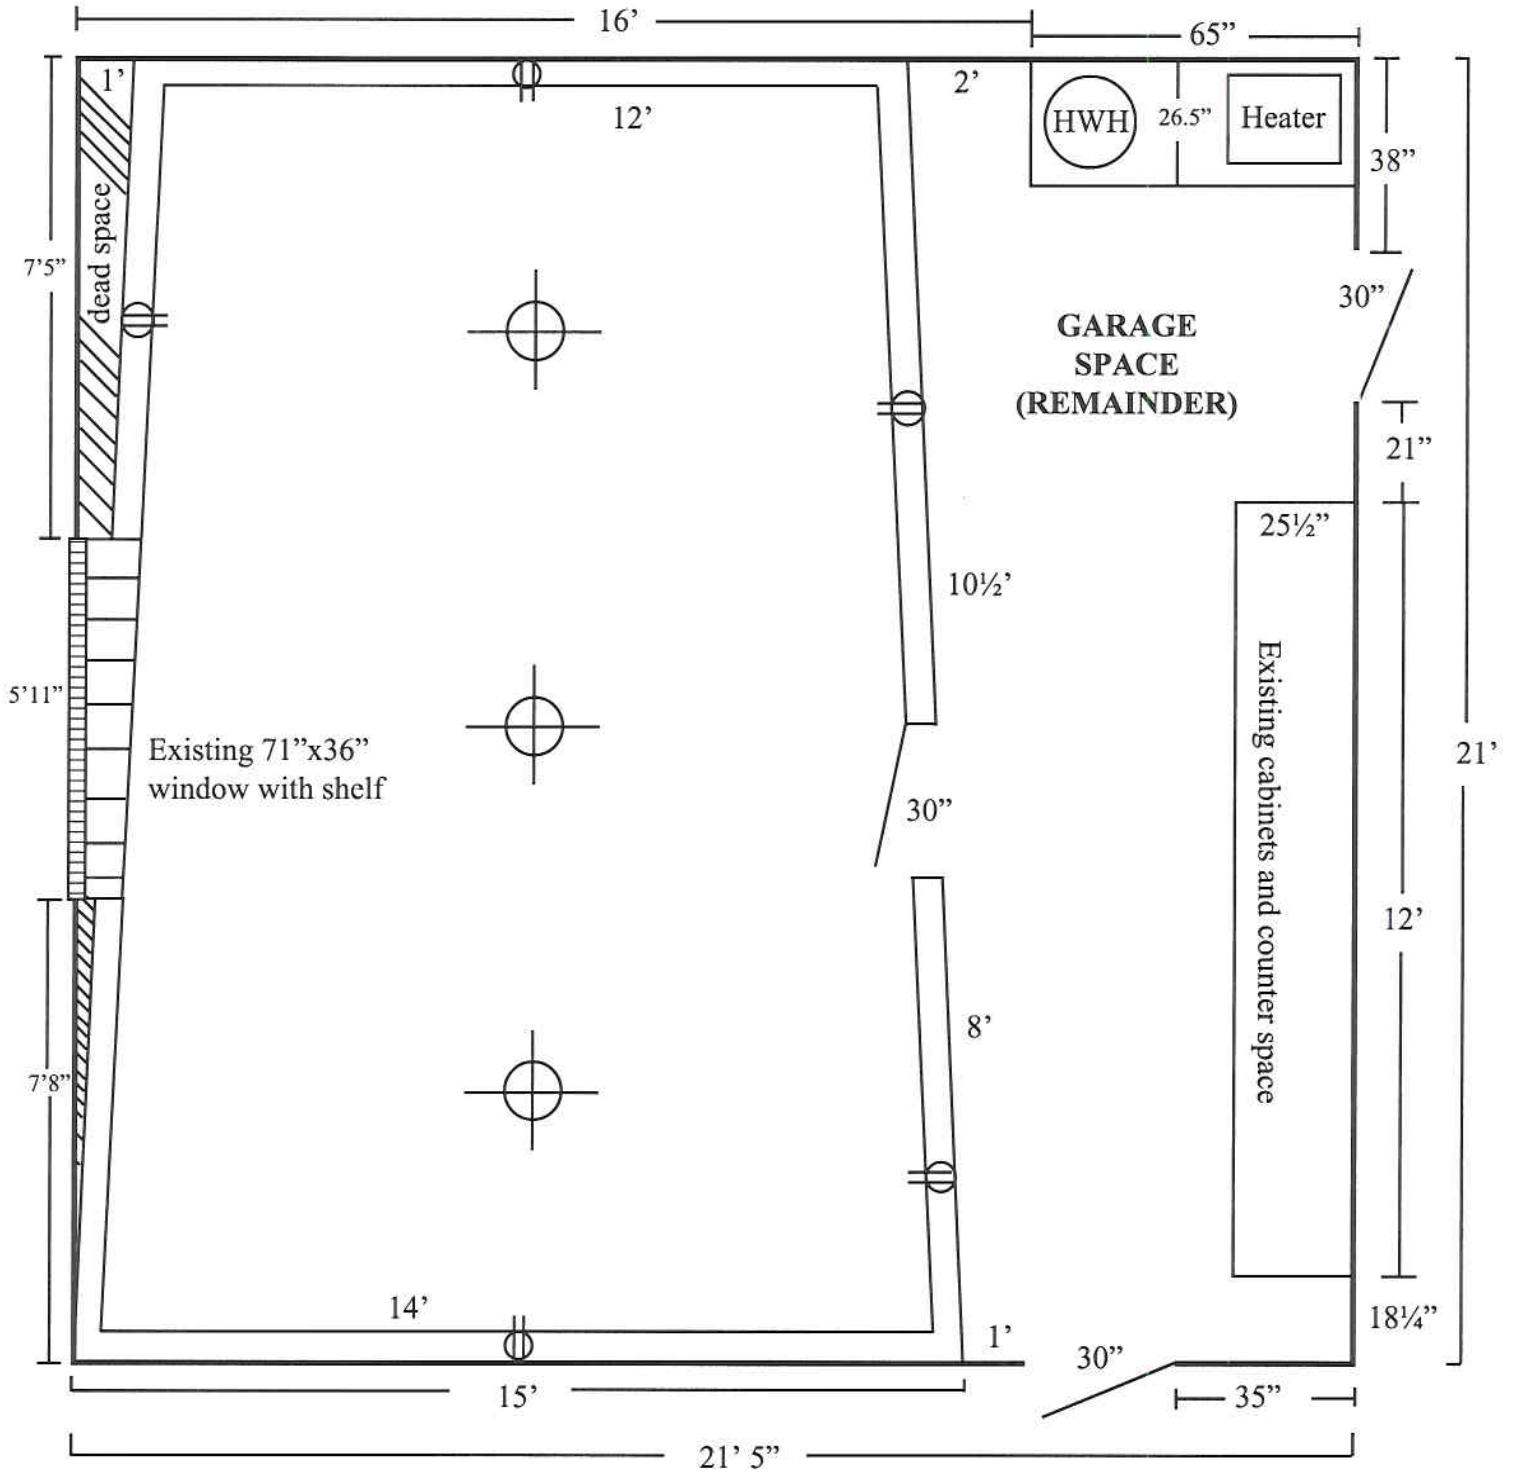 16’
65”
1’
2’
12’
HWH
26.5”
Heater
38”
dead space
7’5”
30”
GARAGE
SPACE
(REMAINDER)
21”
25½”
10½’
5’11”
Existing 71”x36”
window with shelf
30”
21’
Existing cabinets and counter space
12’
8’
7’8”
14’
1’
18¼”
30”
15’
35”
21’ 5”